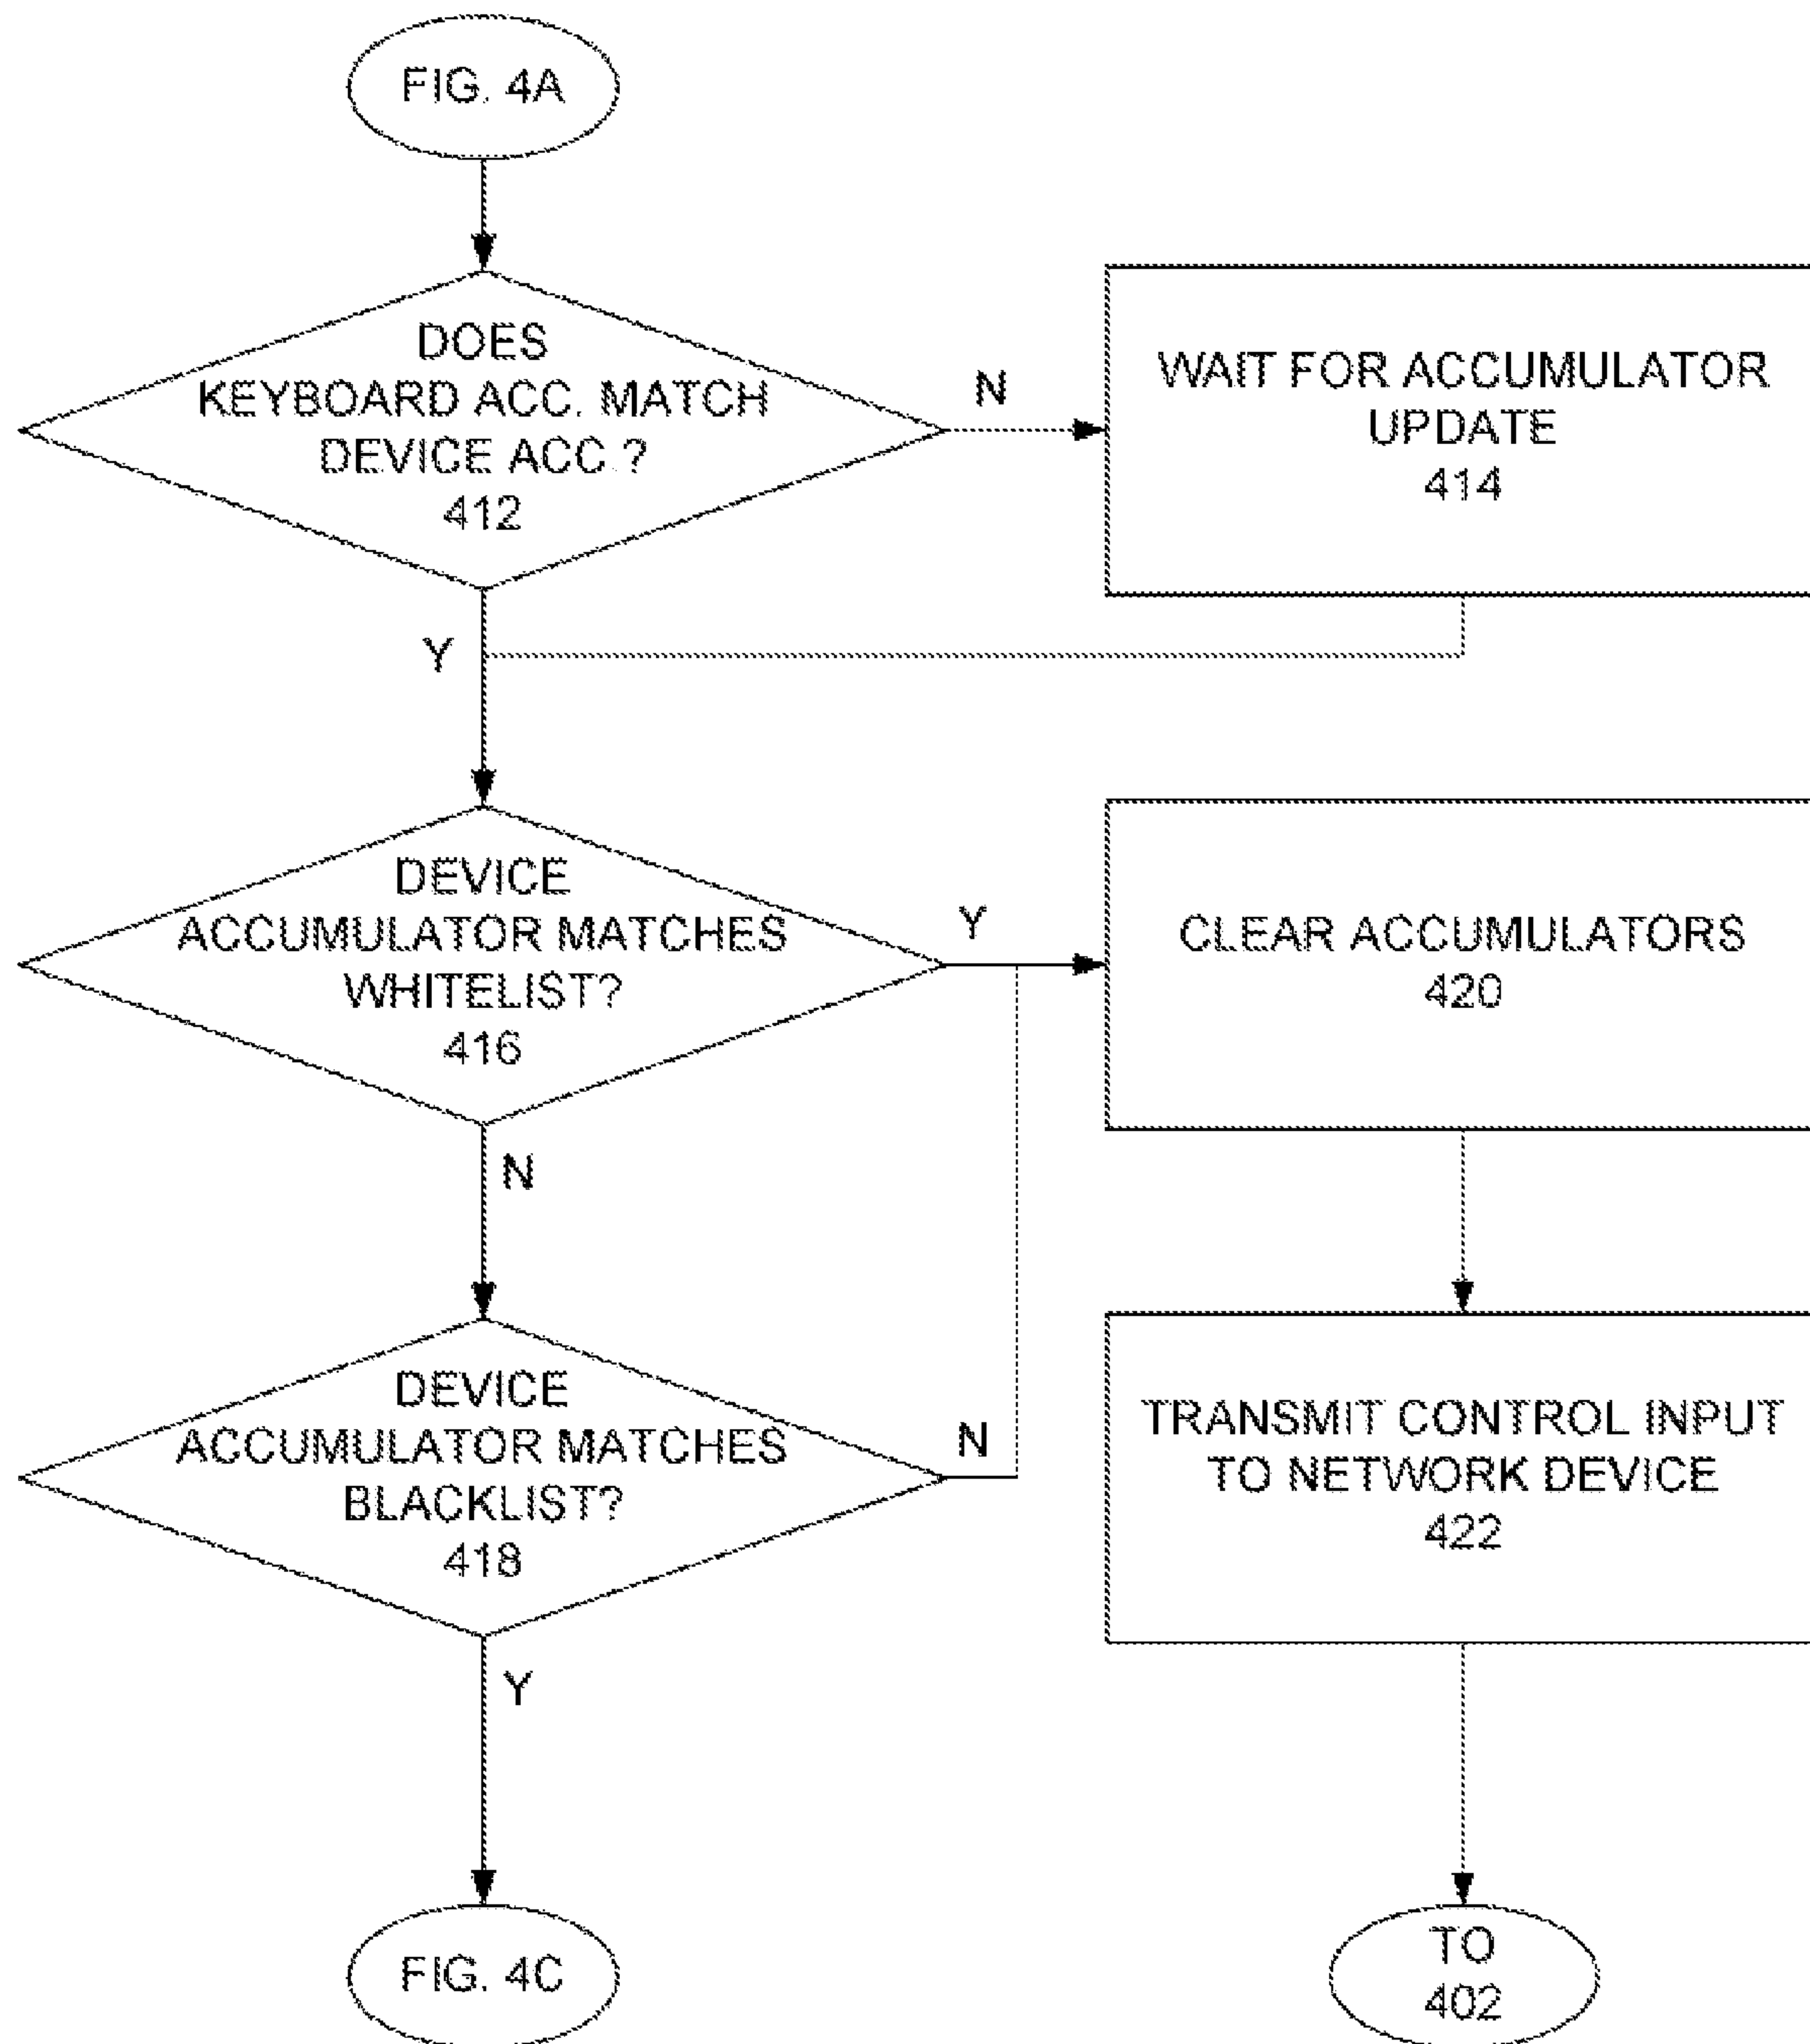 FIG. 4A
DOES
KEYBOARD ACC. MATCH
DEVICE ACC.?
412
N
WAIT FOR ACCUMULATOR
UPDATE
414
Y
DEVICE
ACCUMULATOR MATCHES
WHITELIST?
416
Y
CLEAR ACCUMULATORS
420
N
DEVICE
ACCUMULATOR MATCHES
BLACKLIST?
418
N
TRANSMIT CONTROL INPUT
TO NETWORK DEVICE
422
Y
FIG. 4C
TO
402